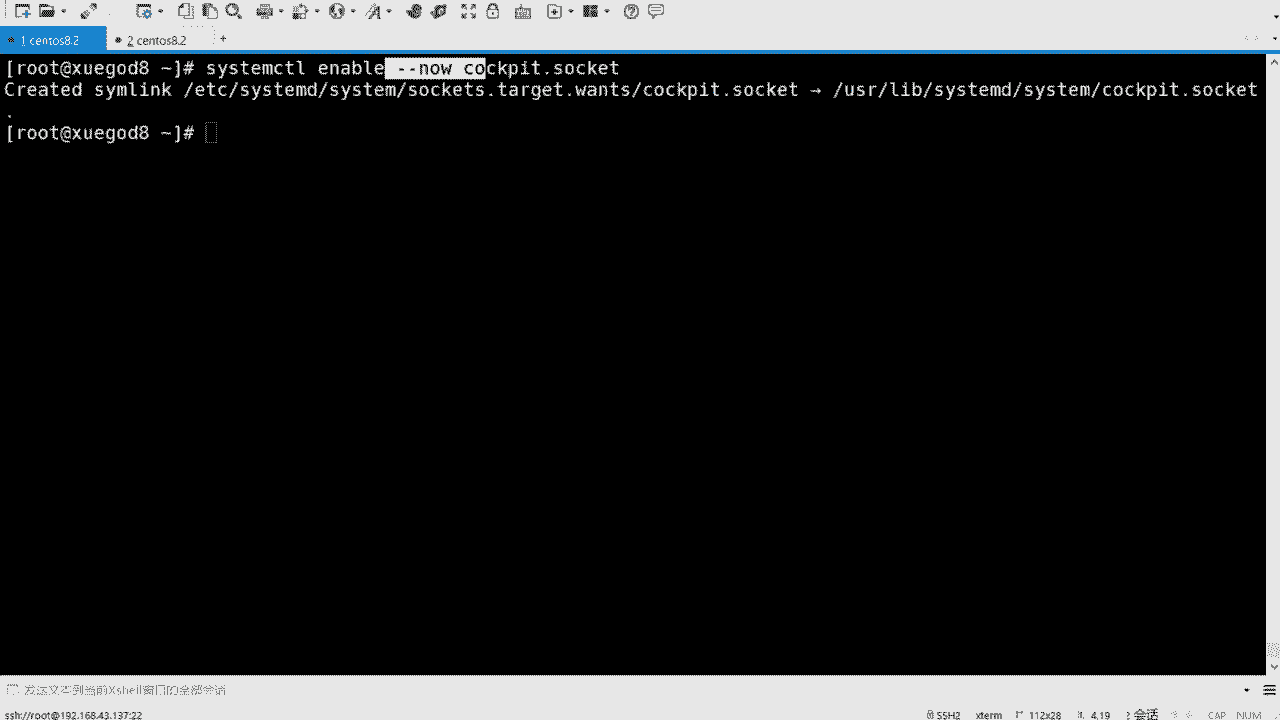 1 centos8.2
2 centos8.2
+
[root@xuegod8 ~]# systemctl enable --now cockpit.socket
Created symlink /etc/systemd/system/sockets.target.wants/cockpit.socket → /usr/lib/systemd/system/cockpit.socket
.
[root@xuegod8 ~]#
发送文本到当前Xshell窗口的全部会话
ssh://root@192.168.43.137:22
SSH2
xterm
112x28
4,19
会话
CAP
NUM